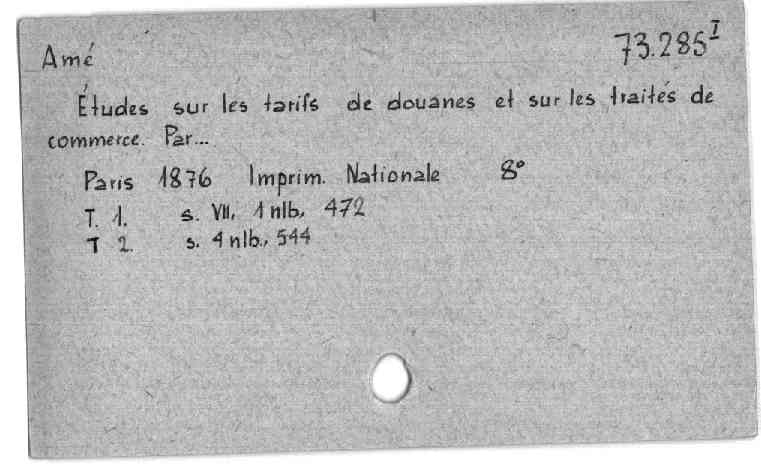 Amé 73.285 I
Études sur les tarifs de douanes et sur les traités de
commerce. Par...
Paris 1876 Imprim. Nationale 8°
T. 1. s. VII, 1 nlb, 472
T 2. s. 4 nlb., 544